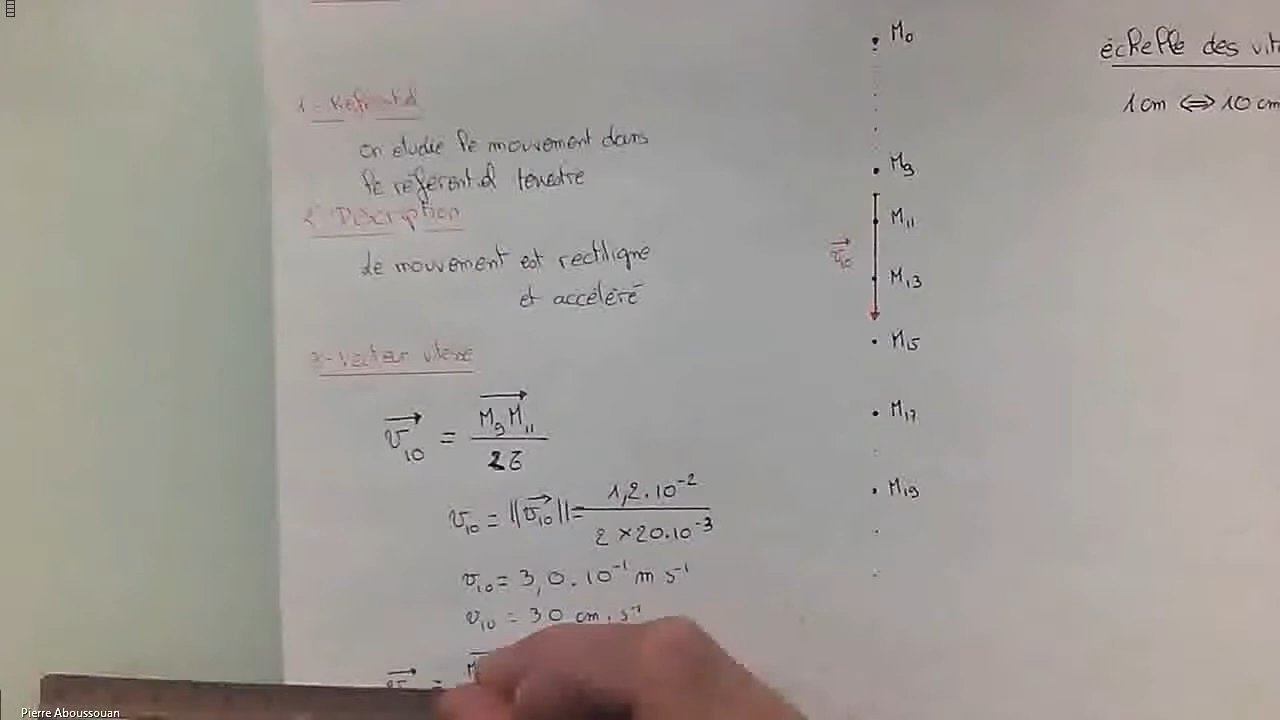 1 - Référentiel
on étudie le mouvement dans
le référentiel terrestre
2 - Description
Le mouvement est rectiligne
et accéléré
3 - Vecteur vitesse
v₁₀ = M₉M₁₁ / 2τ
v₁₀ = ||v₁₀|| = 1,2.10⁻² / 2 × 20.10⁻³
v₁₀ = 3,0.10⁻¹ m s⁻¹
v₁₀ = 30 cm.s⁻¹
M₀
M₉
M₁₁
v₁₀
M₁₃
M₁₅
M₁₇
M₁₉
échelle des vit
1 cm ⇔ 10 cm
Pierre Aboussouan